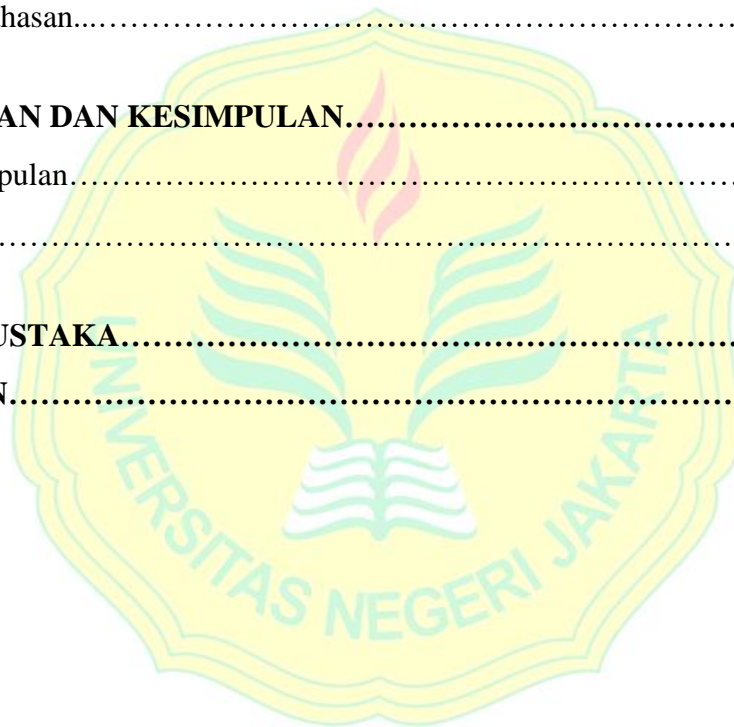 hasan...……………………………………………………………
AN DAN KESIMPULAN……………………………………
pulan……………………………………………………………
……………………………………………………………………
USTAKA……………………………………………………
N……………………………………………………………
UNIVERSITAS NEGERI JAKARTA